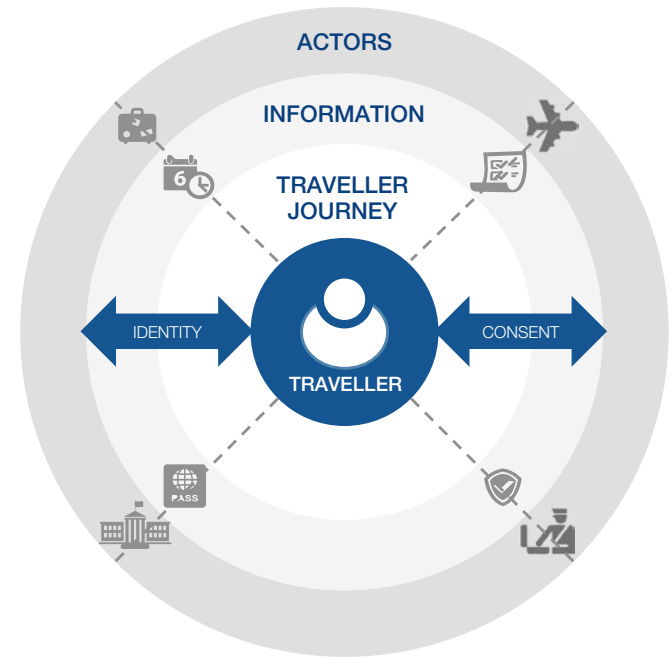 ACTORS
INFORMATION
TRAVELLER
JOURNEY
6
IDENTITY
CONSENT
TRAVELLER
PASS